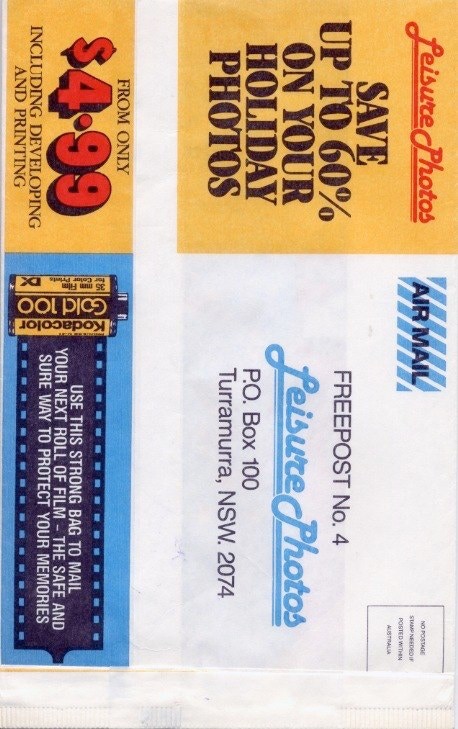 Leisure Photos
SAVE
UP TO 60%
ON YOUR
HOLIDAY
PHOTOS
FROM ONLY
$4.99
INCLUDING DEVELOPING
AND PRINTING
AIR MAIL
NO POSTAGE
STAMP NEEDED IF
POSTED WITHIN
AUSTRALIA
FREEPOST No. 4
Leisure Photos
P.O. Box 100
Turramurra, NSW. 2074
Kodacolor
Gold 100
35 mm Film
for Color Prints
DX
USE THIS STRONG BAG TO MAIL
YOUR NEXT ROLL OF FILM – THE SAFE AND
SURE WAY TO PROTECT YOUR MEMORIES